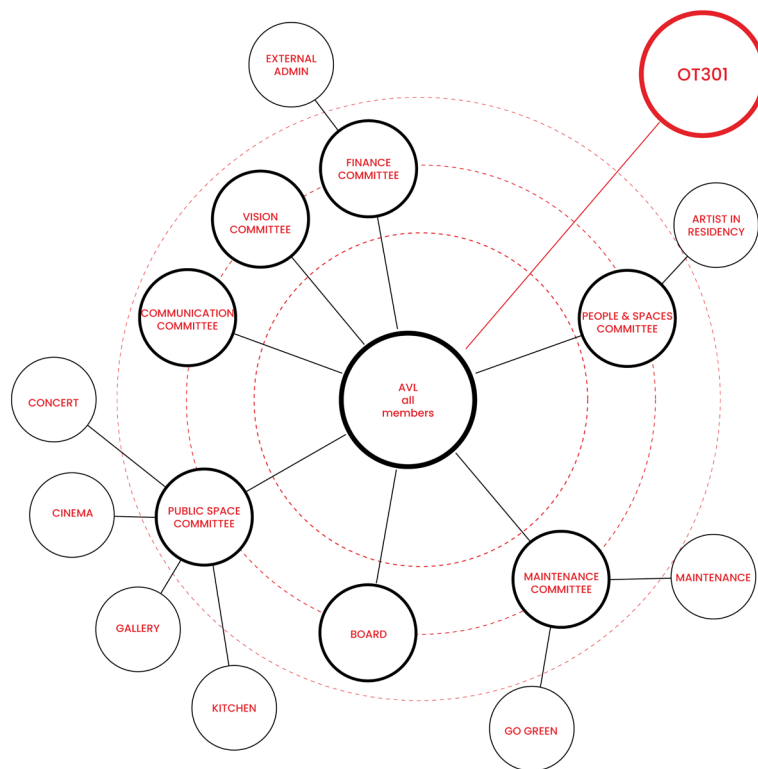 EXTERNAL
ADMIN
OT301
FINANCE
COMMITTEE
VISION
COMMITTEE
ARTIST IN
RESIDENCY
COMMUNICATION
COMMITTEE
PEOPLE & SPACES
COMMITTEE
AVL
all
members
CONCERT
CINEMA
PUBLIC SPACE
COMMITTEE
MAINTENANCE
COMMITTEE
MAINTENANCE
GALLERY
BOARD
KITCHEN
GO GREEN